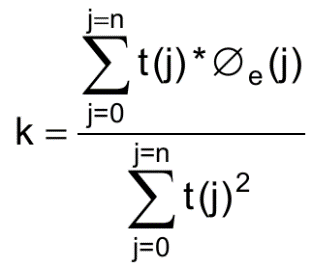 j=n
∑ t(j)*∅e(j)
j=0
k =
j=n
∑ t(j)²
j=0